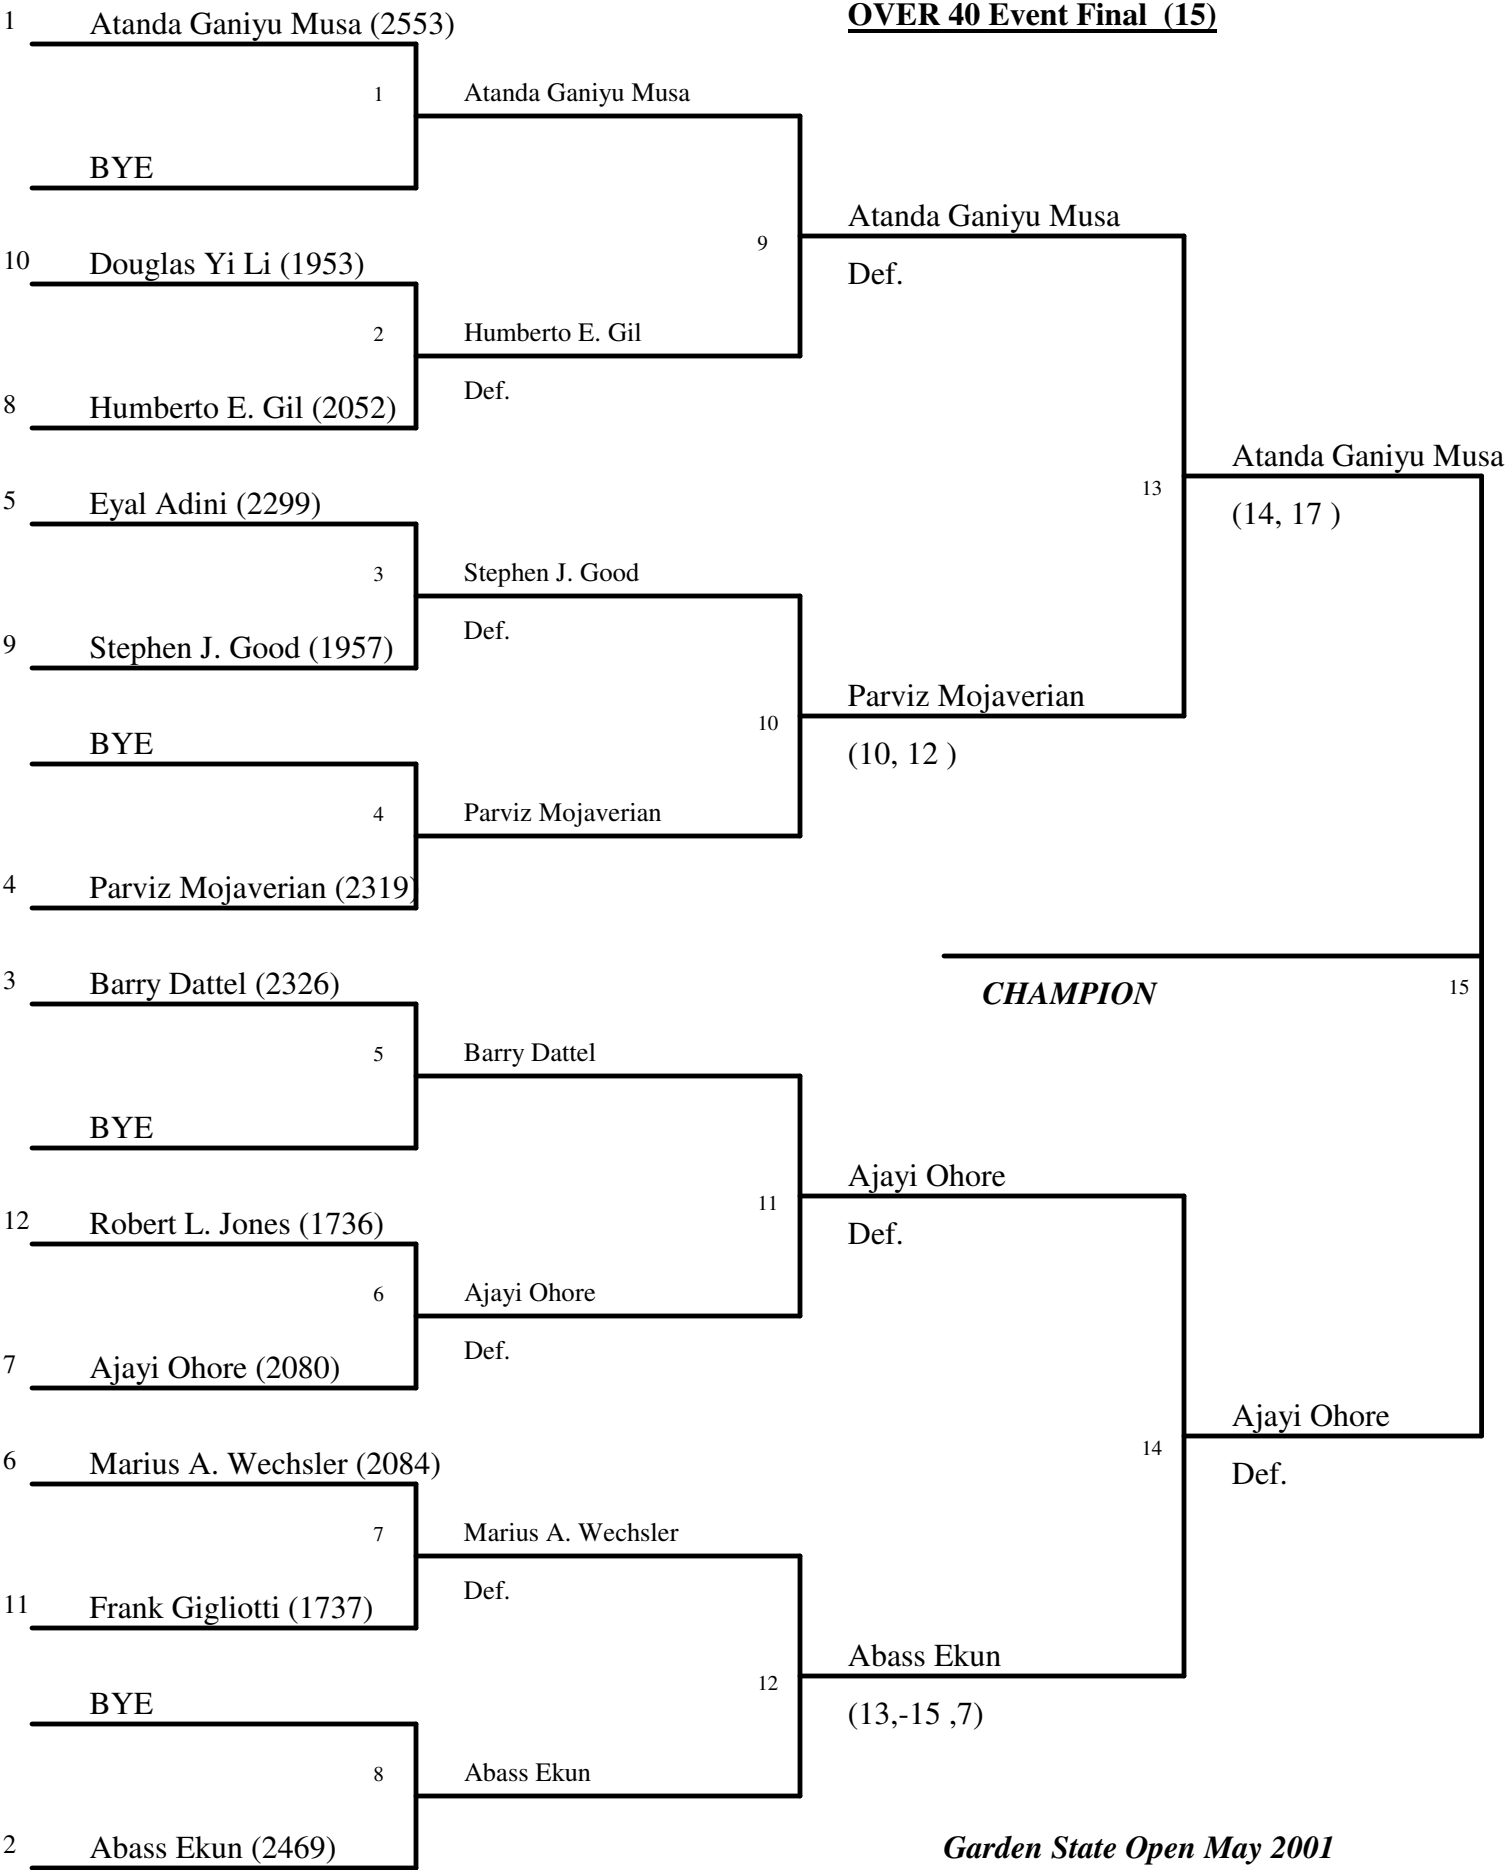 OVER 40 Event Final (15)
1 Atanda Ganiyu Musa (2553)
1 Atanda Ganiyu Musa
BYE
9 Atanda Ganiyu Musa
Def.
10 Douglas Yi Li (1953)
2 Humberto E. Gil
Def.
8 Humberto E. Gil (2052)
13 Atanda Ganiyu Musa
(14, 17 )
5 Eyal Adini (2299)
3 Stephen J. Good
Def.
9 Stephen J. Good (1957)
10 Parviz Mojaverian
(10, 12 )
BYE
4 Parviz Mojaverian
4 Parviz Mojaverian (2319)
CHAMPION 15
3 Barry Dattel (2326)
5 Barry Dattel
BYE
11 Ajayi Ohore
Def.
12 Robert L. Jones (1736)
6 Ajayi Ohore
Def.
7 Ajayi Ohore (2080)
14 Ajayi Ohore
Def.
6 Marius A. Wechsler (2084)
7 Marius A. Wechsler
Def.
11 Frank Gigliotti (1737)
12 Abass Ekun
(13,-15 ,7)
BYE
8 Abass Ekun
2 Abass Ekun (2469)
Garden State Open May 2001